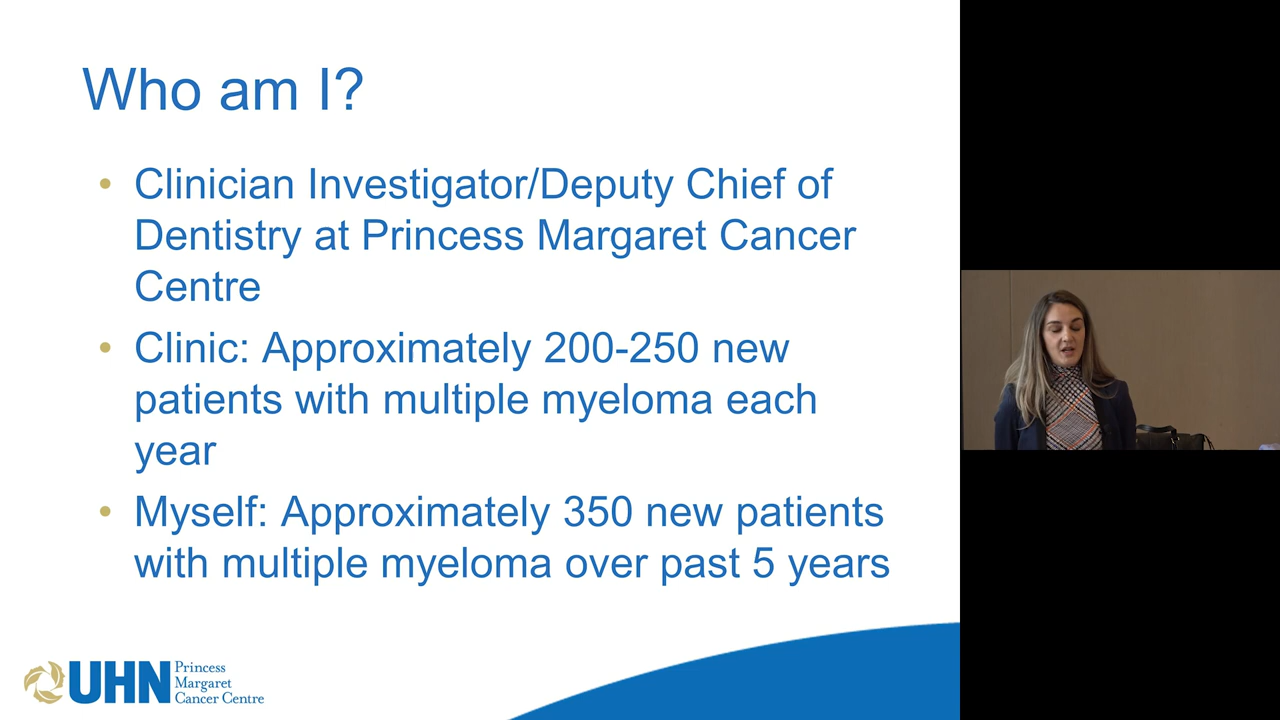 Who am I?
• Clinician Investigator/Deputy Chief of
Dentistry at Princess Margaret Cancer
Centre
• Clinic: Approximately 200-250 new
patients with multiple myeloma each
year
• Myself: Approximately 350 new patients
with multiple myeloma over past 5 years
UHN
Princess
Margaret
Cancer Centre